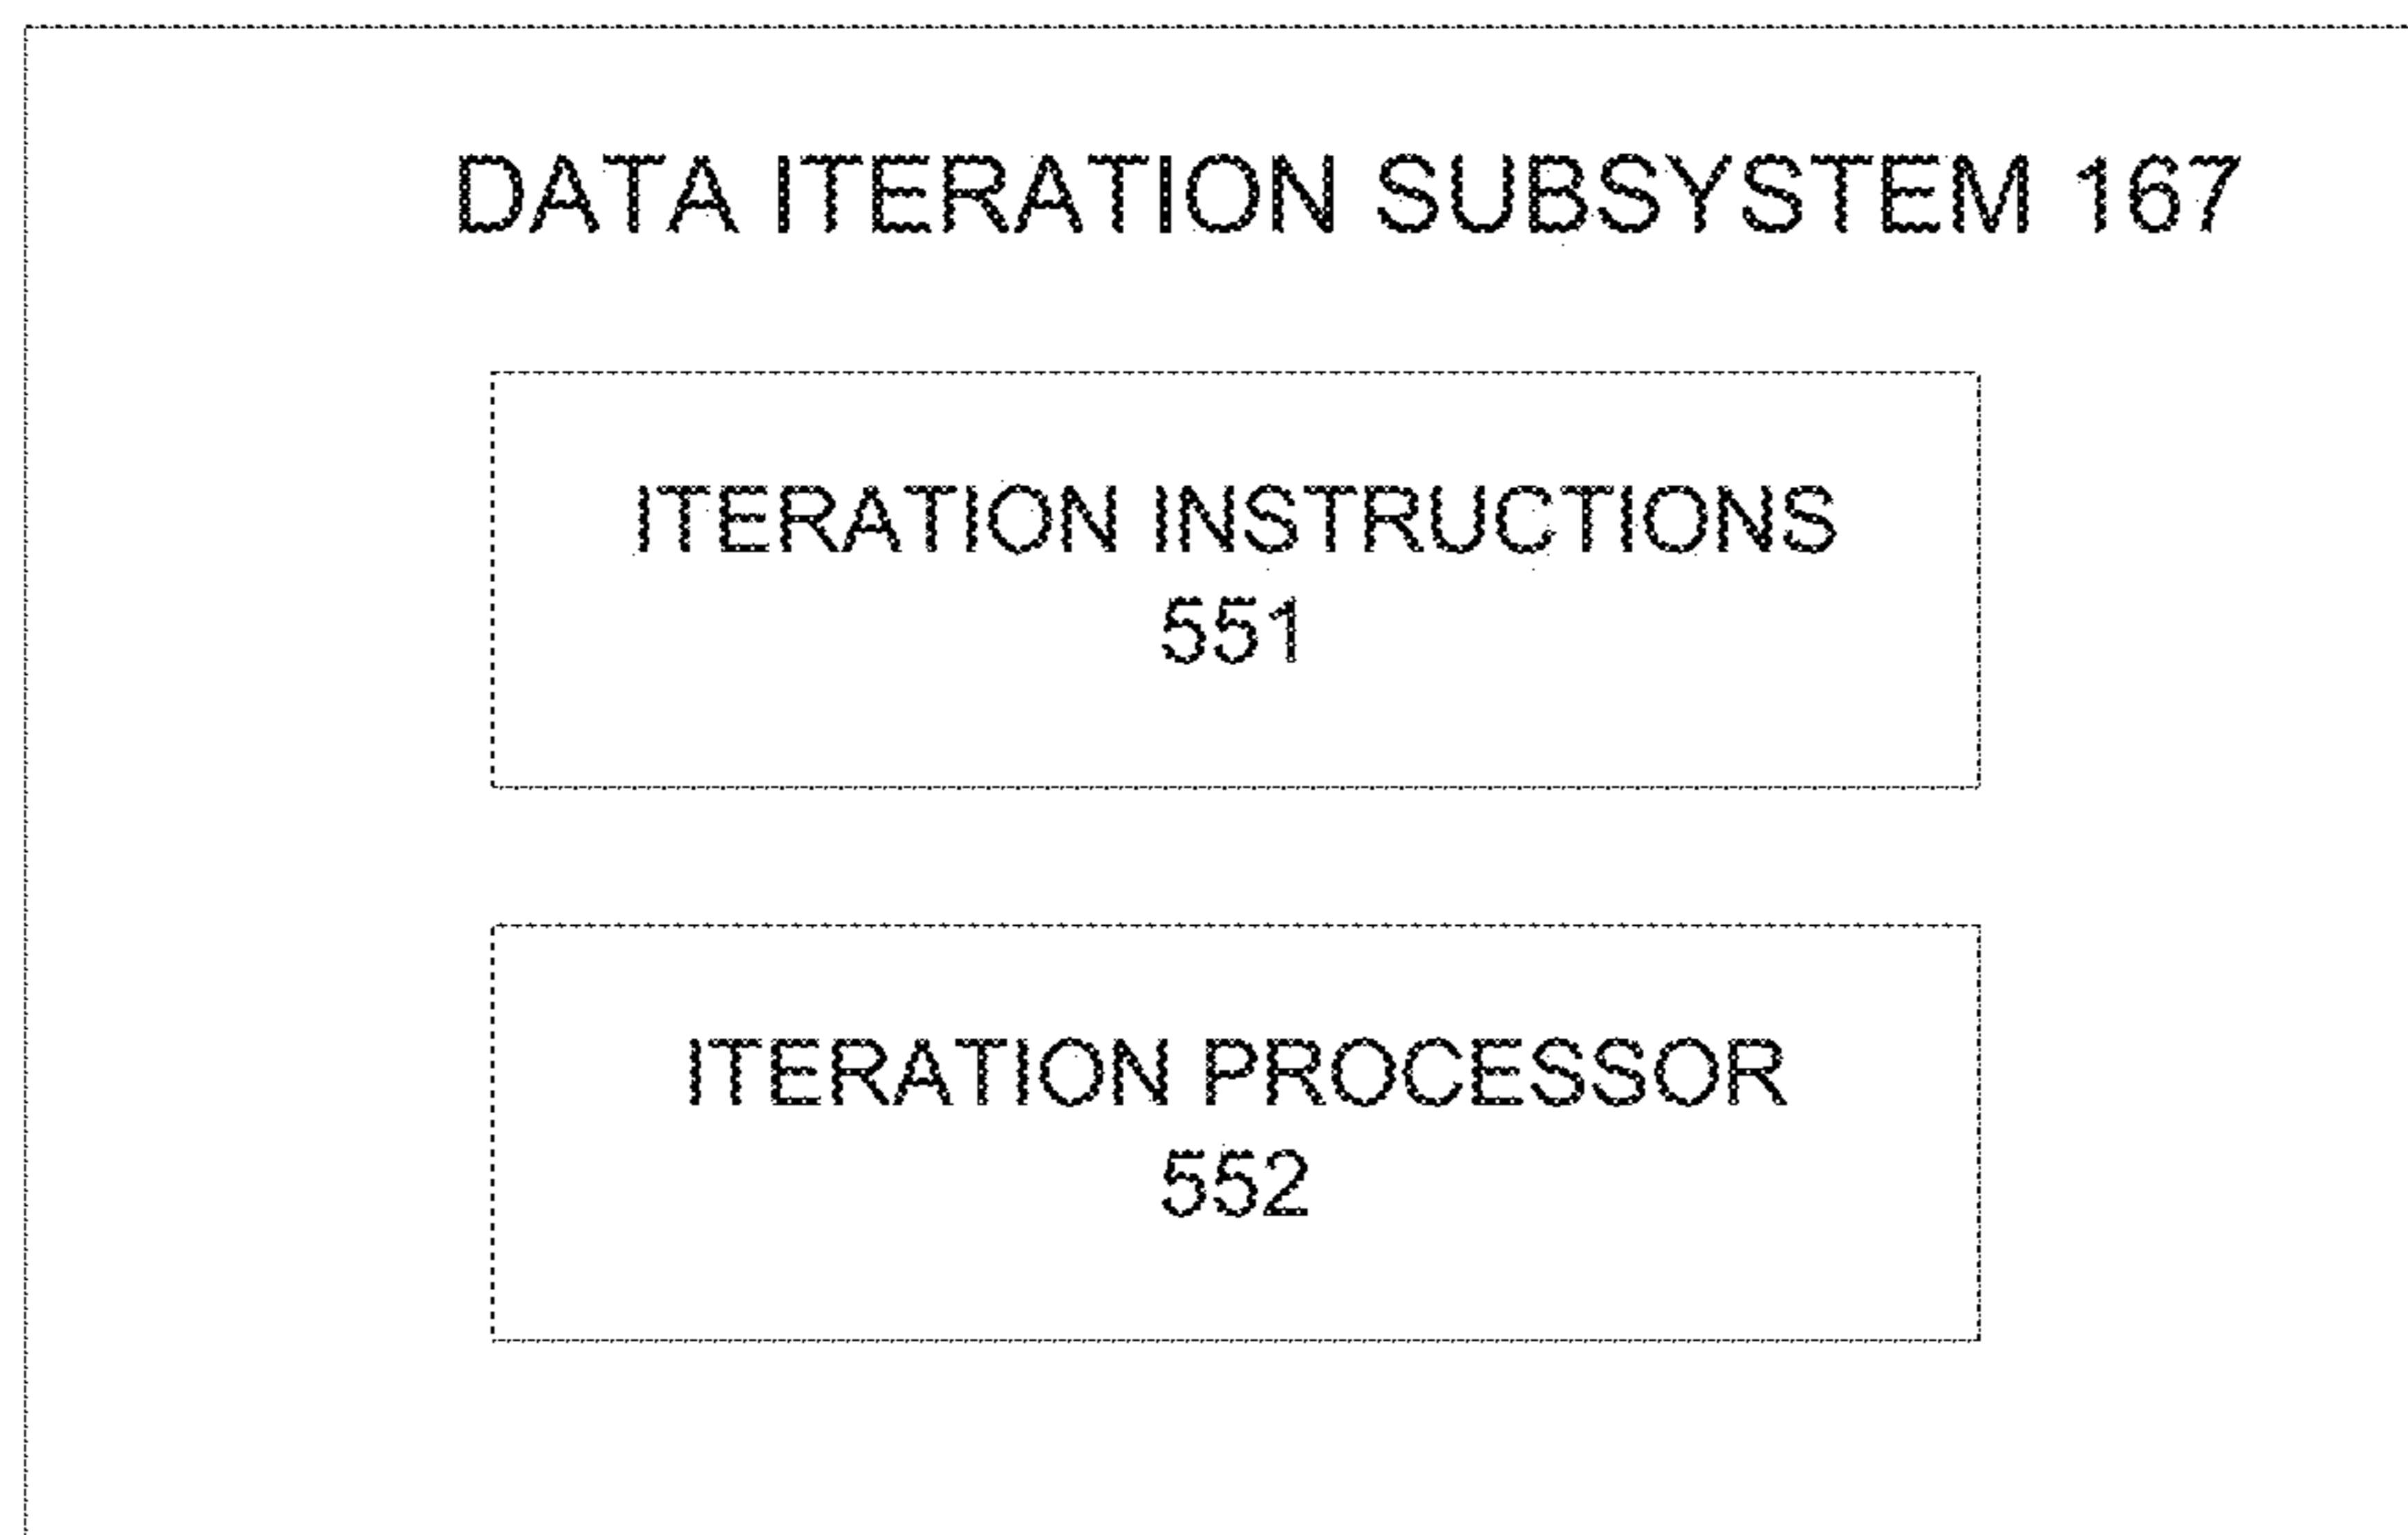 DATA ITERATION SUBSYSTEM 167
ITERATION INSTRUCTIONS
551
ITERATION PROCESSOR
552